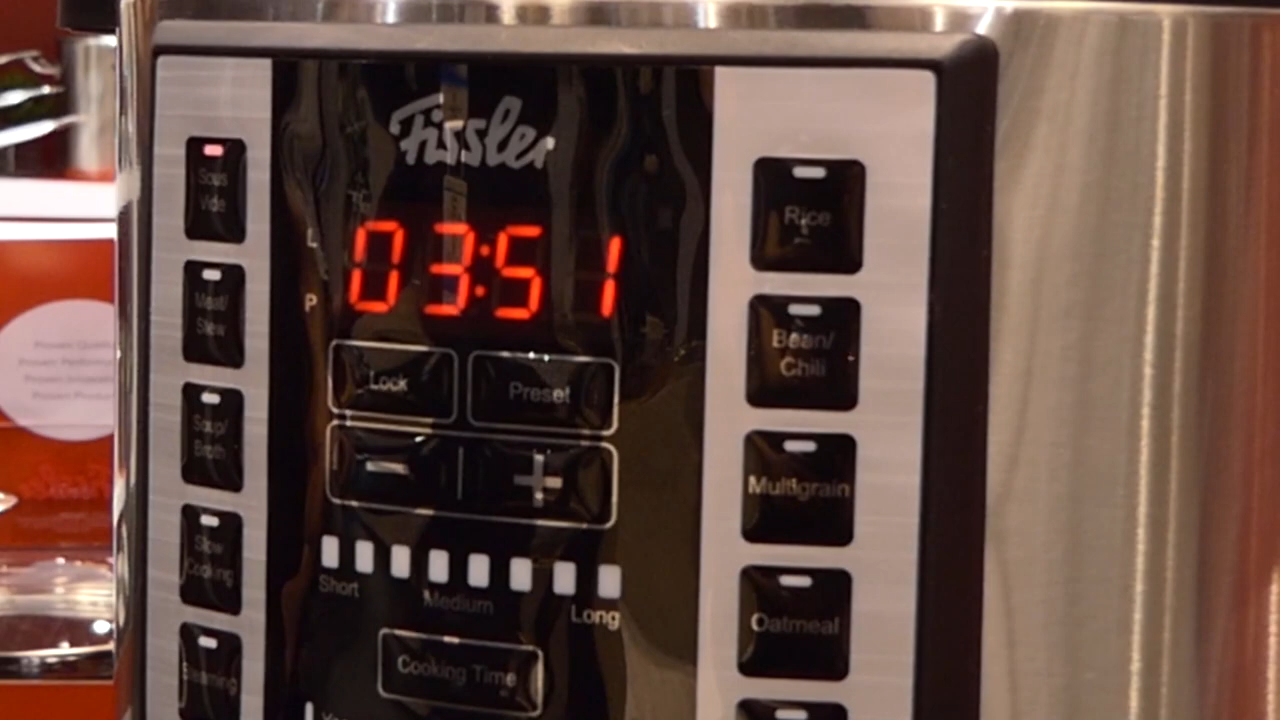 Fissler
L
P
03:51
Lock
Preset
Short
Medium
Long
Cooking Time
Sous
Vide
Meat/
Stew
Soup/
Broth
Slow
Cooking
Steaming
Rice
Bean/
Chili
Multigrain
Oatmeal